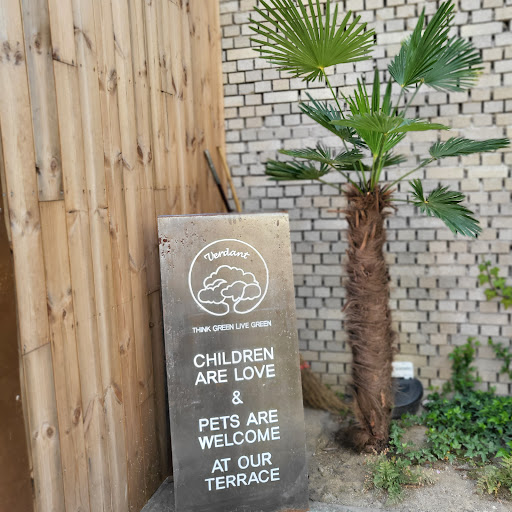 Verdant
THINK GREEN LIVE GREEN
CHILDREN
ARE LOVE
&
PETS ARE
WELCOME
AT OUR
TERRACE